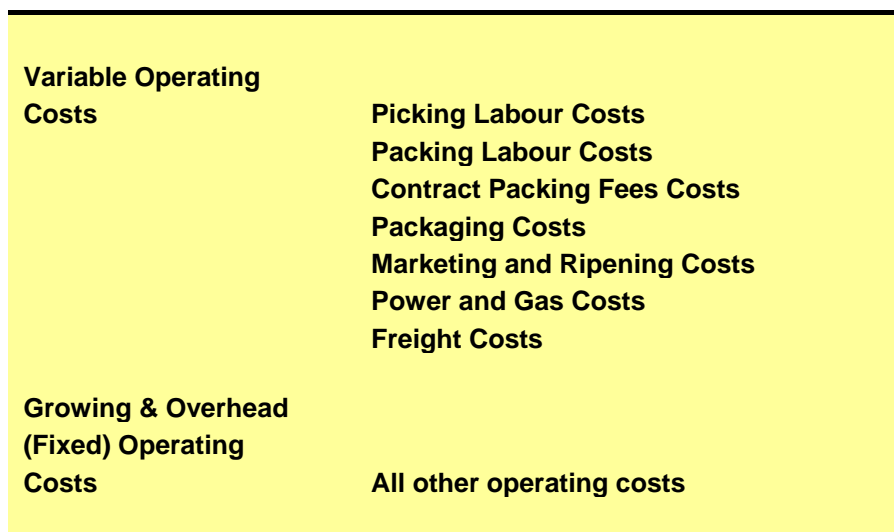 Variable Operating
Costs Picking Labour Costs
Packing Labour Costs
Contract Packing Fees Costs
Packaging Costs
Marketing and Ripening Costs
Power and Gas Costs
Freight Costs
Growing & Overhead
(Fixed) Operating
Costs All other operating costs